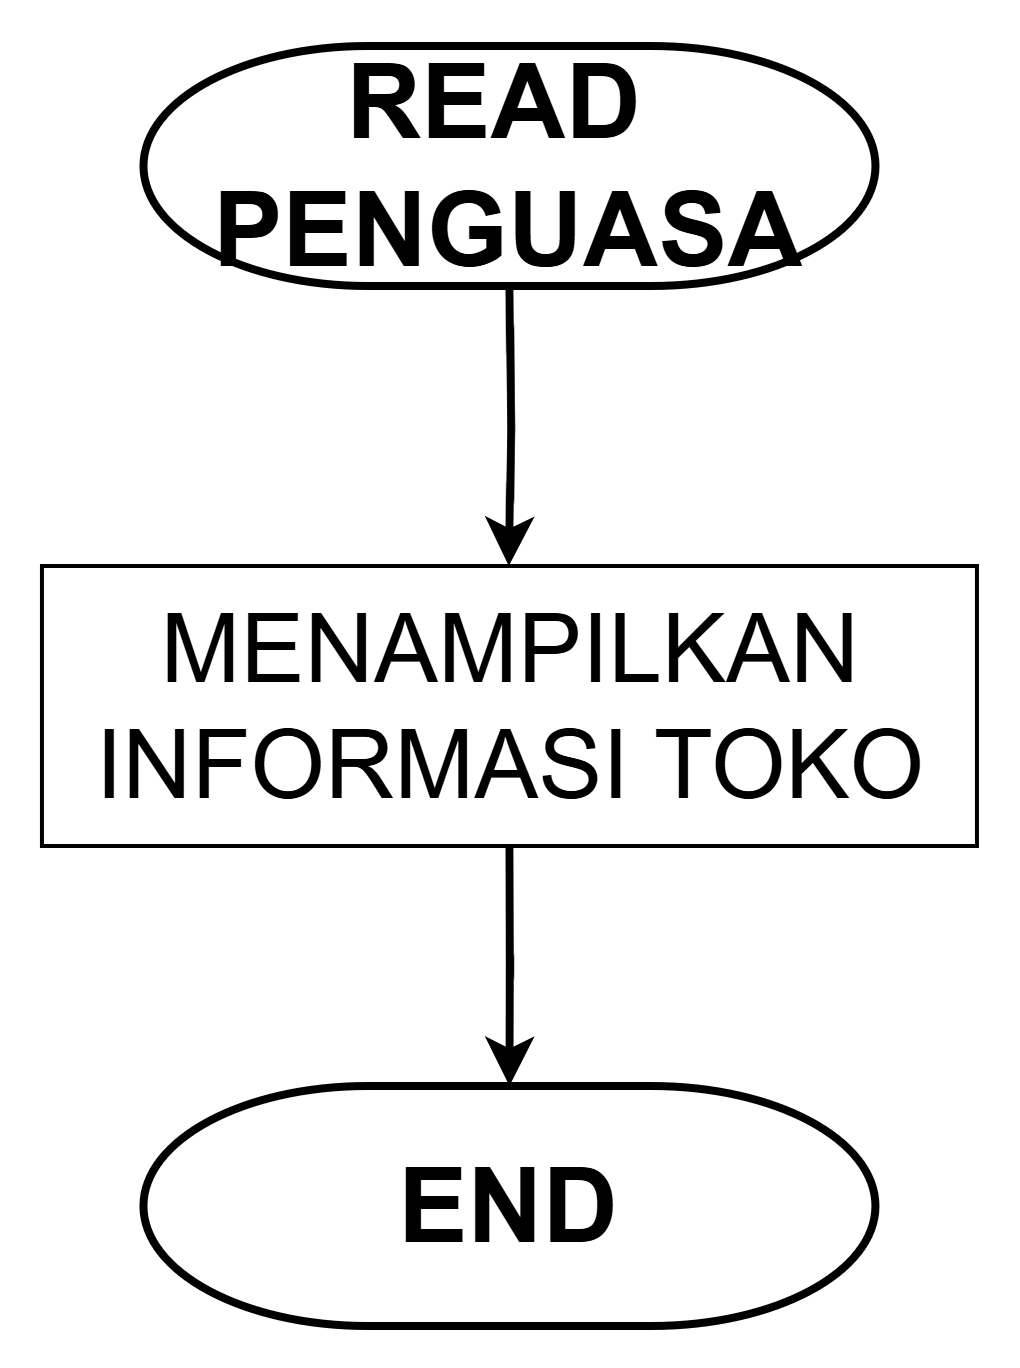 READ
PENGUASA
MENAMPILKAN
INFORMASI TOKO
END